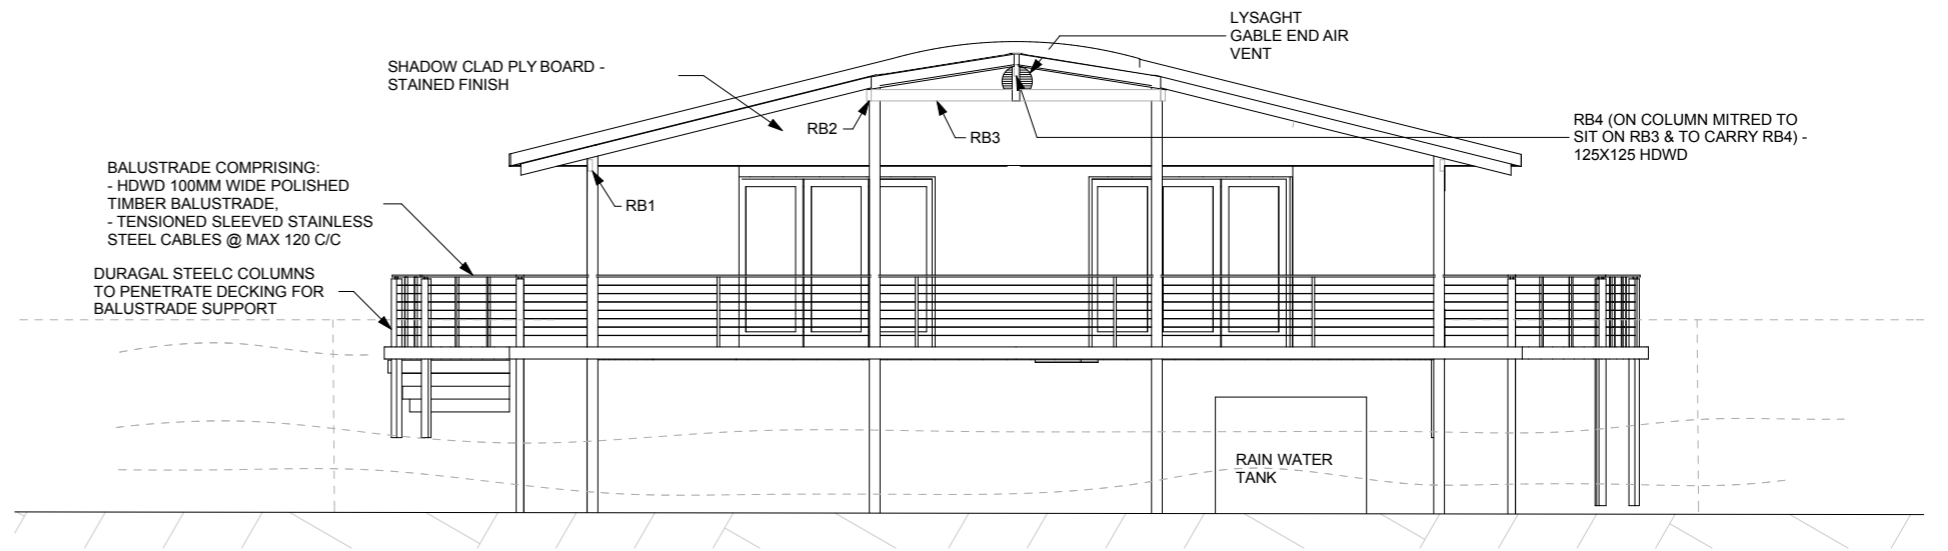 LYSAGHT
GABLE END AIR
VENT
SHADOW CLAD PLY BOARD -
STAINED FINISH
RB2
RB3
RB4 (ON COLUMN MITRED TO
SIT ON RB3 & TO CARRY RB4) -
125X125 HDWD
BALUSTRADE COMPRISING:
- HDWD 100MM WIDE POLISHED
TIMBER BALUSTRADE,
- TENSIONED SLEEVED STAINLESS
STEEL CABLES @ MAX 120 C/C
RB1
DURAGAL STEELC COLUMNS
TO PENETRATE DECKING FOR
BALUSTRADE SUPPORT
RAIN WATER
TANK